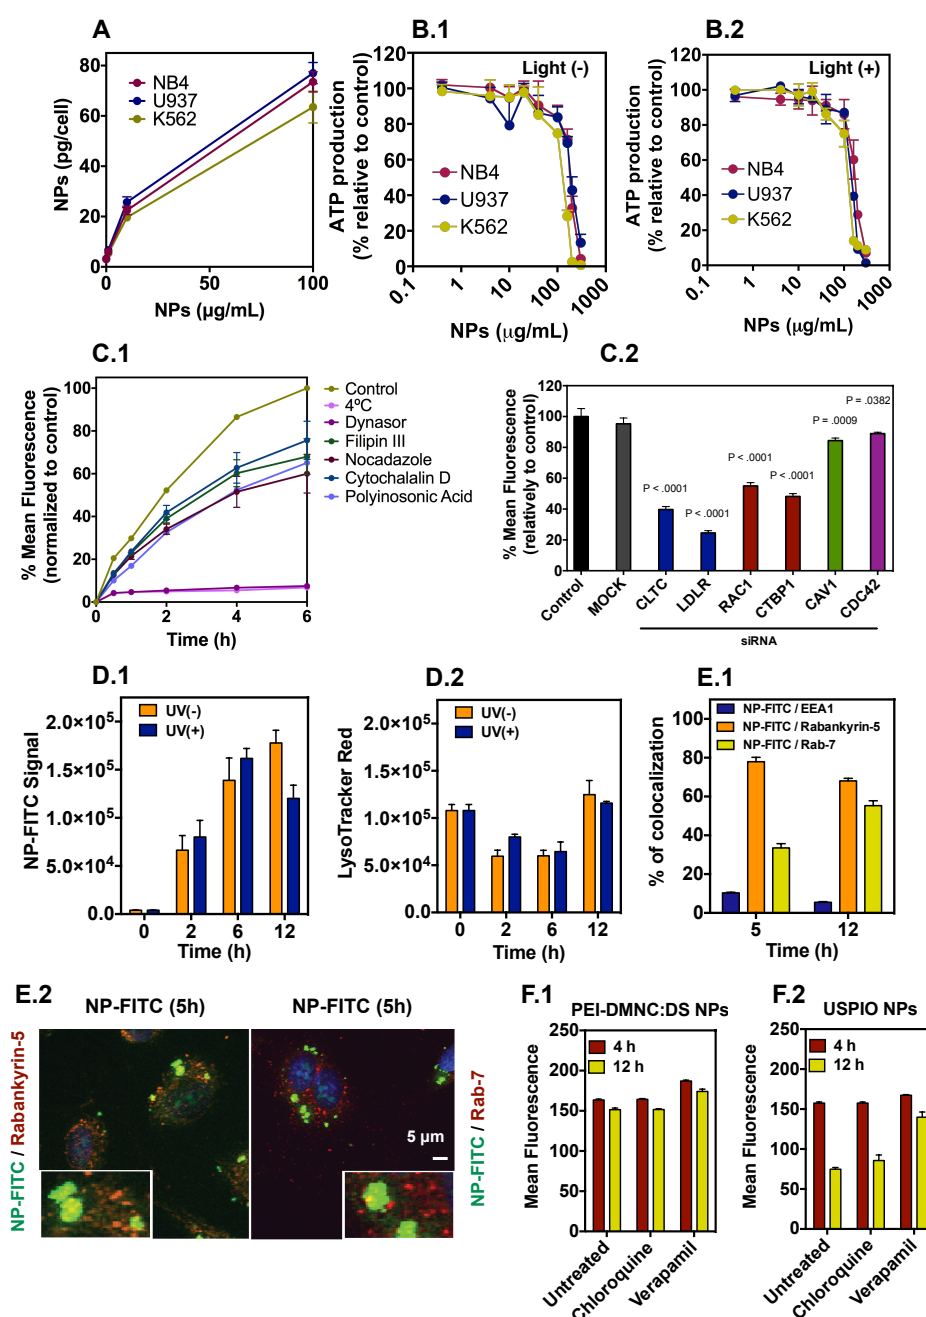 A
NPs (pg/cell)
80
60
40
20
0
NB4
U937
K562
0
50
100
NPs (µg/mL)
B.1
ATP production
(% relative to control)
120
100
80
60
40
20
0
Light (-)
NB4
U937
K562
0.1
1
10
100
1000
NPs (µg/mL)
B.2
ATP production
(% relative to control)
120
100
80
60
40
20
0
Light (+)
NB4
U937
K562
0.1
1
10
100
1000
NPs (µg/mL)
C.1
% Mean Fluorescence
(normalized to control)
100
80
60
40
20
0
0
2
4
6
Time (h)
Control
4ºC
Dynasor
Filipin III
Nocadazole
Cytochalalin D
Polyinosonic Acid
C.2
% Mean Fluorescence
(relatively to control)
120
100
80
60
40
20
0
P < .0001
P < .0001
P < .0001
P < .0001
P = .0009
P = .0382
Control
MOCK
CLTC
LDLR
RAC1
CTBP1
CAV1
CDC42
siRNA
D.1
NP-FITC Signal
2.0×10⁵
1.5×10⁵
1.0×10⁵
5.0×10⁴
0.0
UV(-)
UV(+)
0
2
6
12
Time (h)
D.2
LysoTracker Red
2.0×10⁵
1.5×10⁵
1.0×10⁵
5.0×10⁴
0.0
UV(-)
UV(+)
0
2
6
12
Time (h)
E.1
% of colocalization
80
60
40
20
0
NP-FITC / EEA1
NP-FITC / Rabankyrin-5
NP-FITC / Rab-7
5
12
Time (h)
E.2
NP-FITC (5h)
NP-FITC (5h)
NP-FITC / Rabankyrin-5
5 µm
NP-FITC / Rab-7
F.1
PEI-DMNC:DS NPs
Mean Fluorescence
250
200
150
100
50
0
4 h
12 h
Untreated
Chloroquine
Verapamil
F.2
USPIO NPs
Mean Fluorescence
250
200
150
100
50
0
4 h
12 h
Untreated
Chloroquine
Verapamil